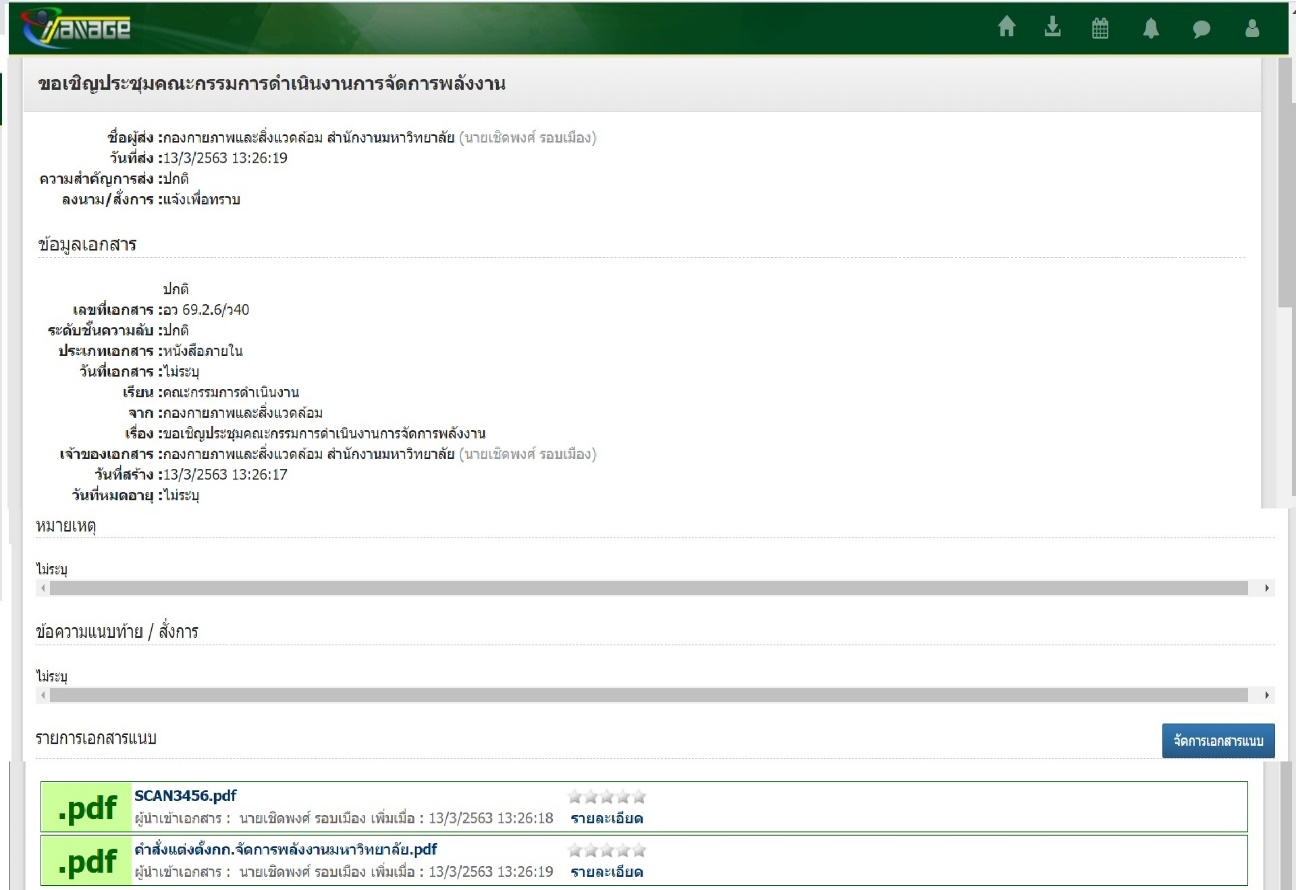 Manage
ขอเชิญประชุมคณะกรรมการดำเนินงานการจัดการพลังงาน
ชื่อผู้ส่ง :กองกายภาพและสิ่งแวดล้อม สำนักงานมหาวิทยาลัย (นายเชิดพงศ์ รอบเมือง)
วันที่ส่ง :13/3/2563 13:26:19
ความสำคัญการส่ง :ปกติ
ลงนาม/สั่งการ :แจ้งเพื่อทราบ
ข้อมูลเอกสาร
ปกติ
เลขที่เอกสาร :อว 69.2.6/ว40
ระดับชั้นความลับ :ปกติ
ประเภทเอกสาร :หนังสือภายใน
วันที่เอกสาร :ไม่ระบุ
เรียน :คณะกรรมการดำเนินงาน
จาก :กองกายภาพและสิ่งแวดล้อม
เรื่อง :ขอเชิญประชุมคณะกรรมการดำเนินงานการจัดการพลังงาน
เจ้าของเอกสาร :กองกายภาพและสิ่งแวดล้อม สำนักงานมหาวิทยาลัย (นายเชิดพงศ์ รอบเมือง)
วันที่สร้าง :13/3/2563 13:26:17
วันที่หมดอายุ :ไม่ระบุ
หมายเหตุ
ไม่ระบุ
ข้อความแนบท้าย / สั่งการ
ไม่ระบุ
รายการเอกสารแนบ
จัดการเอกสารแนบ
.pdf
SCAN3456.pdf
ผู้นำเข้าเอกสาร : นายเชิดพงศ์ รอบเมือง เพิ่มเมื่อ : 13/3/2563 13:26:18 รายละเอียด
.pdf
คำสั่งแต่งตั้งกก.จัดการพลังงานมหาวิทยาลัย.pdf
ผู้นำเข้าเอกสาร : นายเชิดพงศ์ รอบเมือง เพิ่มเมื่อ : 13/3/2563 13:26:19 รายละเอียด